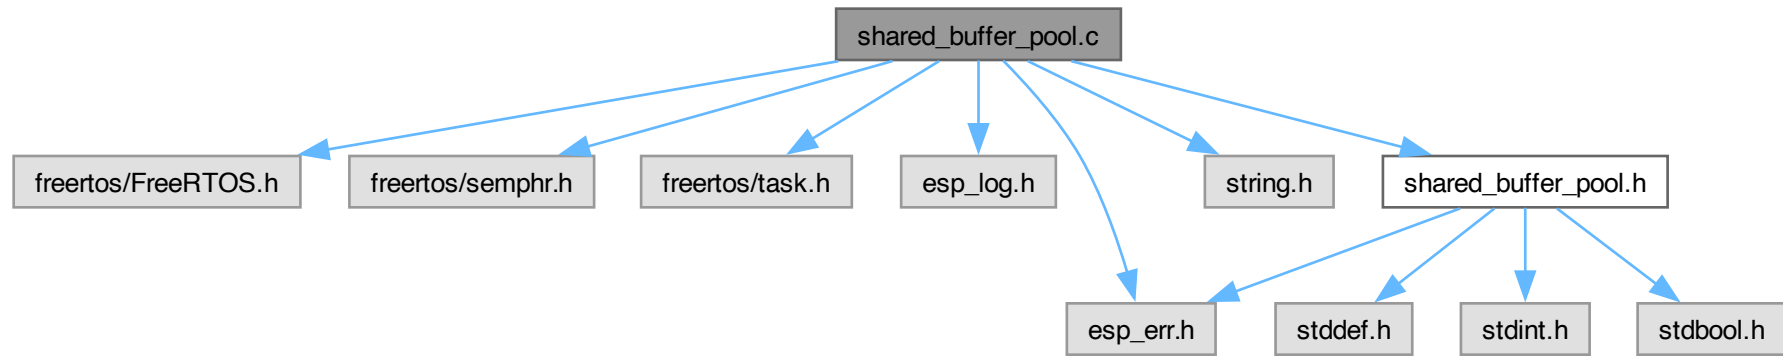 shared_buffer_pool.c
freertos/FreeRTOS.h
freertos/semphr.h
freertos/task.h
esp_log.h
string.h
shared_buffer_pool.h
esp_err.h
stddef.h
stdint.h
stdbool.h